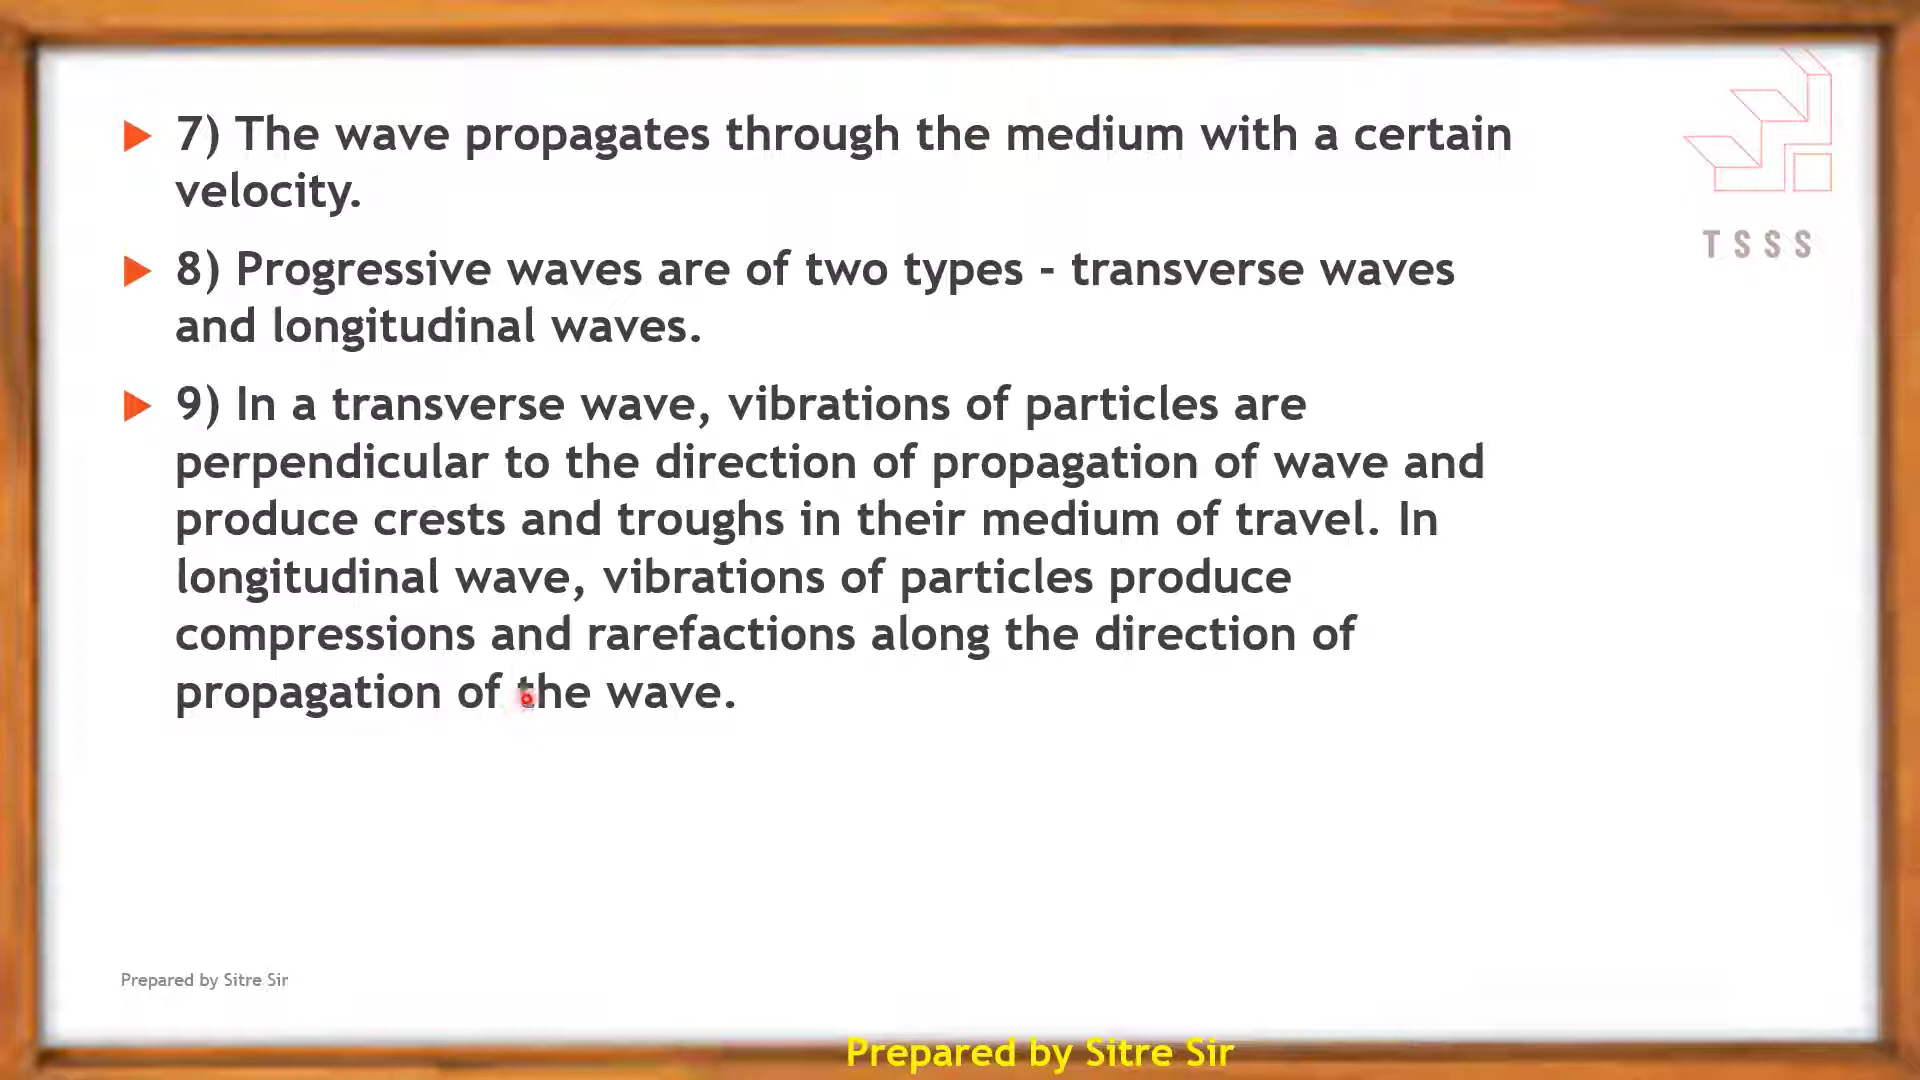 7) The wave propagates through the medium with a certain
velocity.
8) Progressive waves are of two types - transverse waves
and longitudinal waves.
9) In a transverse wave, vibrations of particles are
perpendicular to the direction of propagation of wave and
produce crests and troughs in their medium of travel. In
longitudinal wave, vibrations of particles produce
compressions and rarefactions along the direction of
propagation of the wave.
TSSS
Prepared by Sitre Sir
Prepared by Sitre Sir